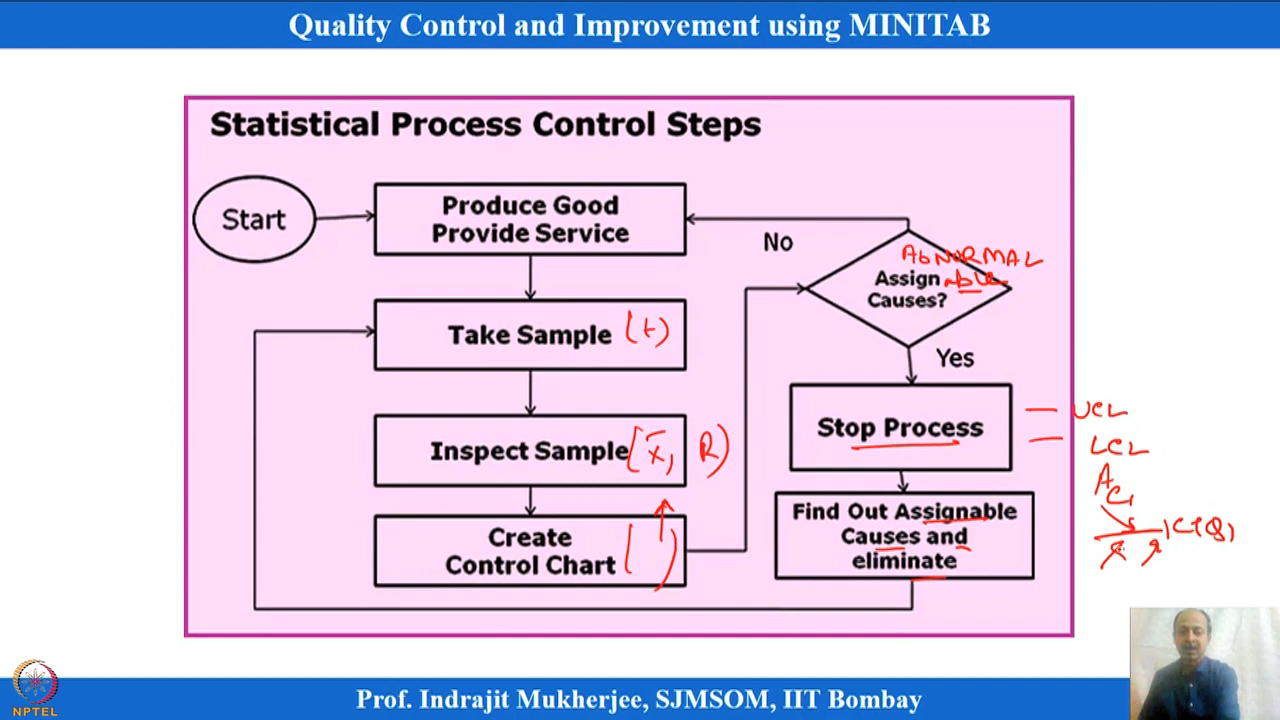 Quality Control and Improvement using MINITAB
Statistical Process Control Steps
Start
Produce Good
Provide Service
No
AbNORMAL
Assign able
Causes?
Take Sample (t)
Yes
Inspect Sample (x̄, R)
Stop Process
UCL
LCL
Create
Control Chart ( )
Find Out Assignable
Causes and
eliminate
NPTEL
Prof. Indrajit Mukherjee, SJMSOM, IIT Bombay